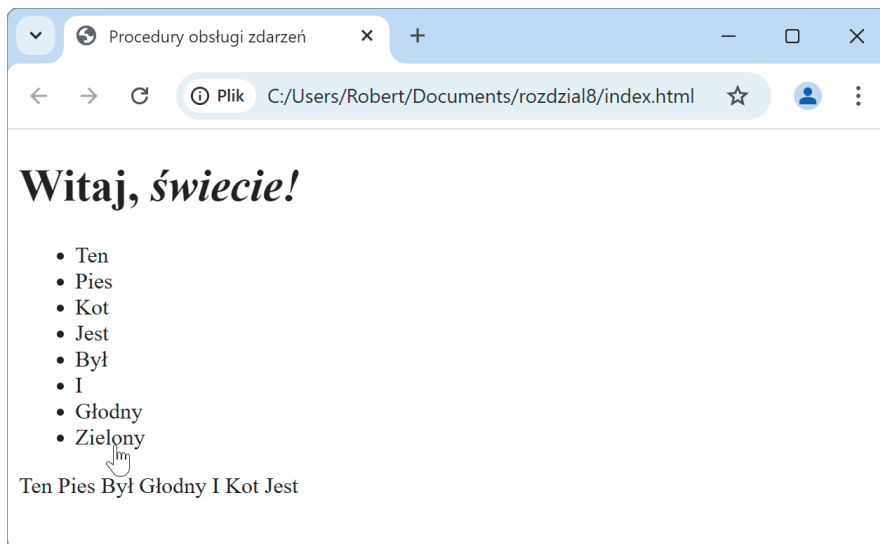 Procedury obsługi zdarzeń
Plik C:/Users/Robert/Documents/rozdzial8/index.html
Witaj, świecie!
Ten
Pies
Kot
Jest
Był
I
Głodny
Zielony
Ten Pies Był Głodny I Kot Jest